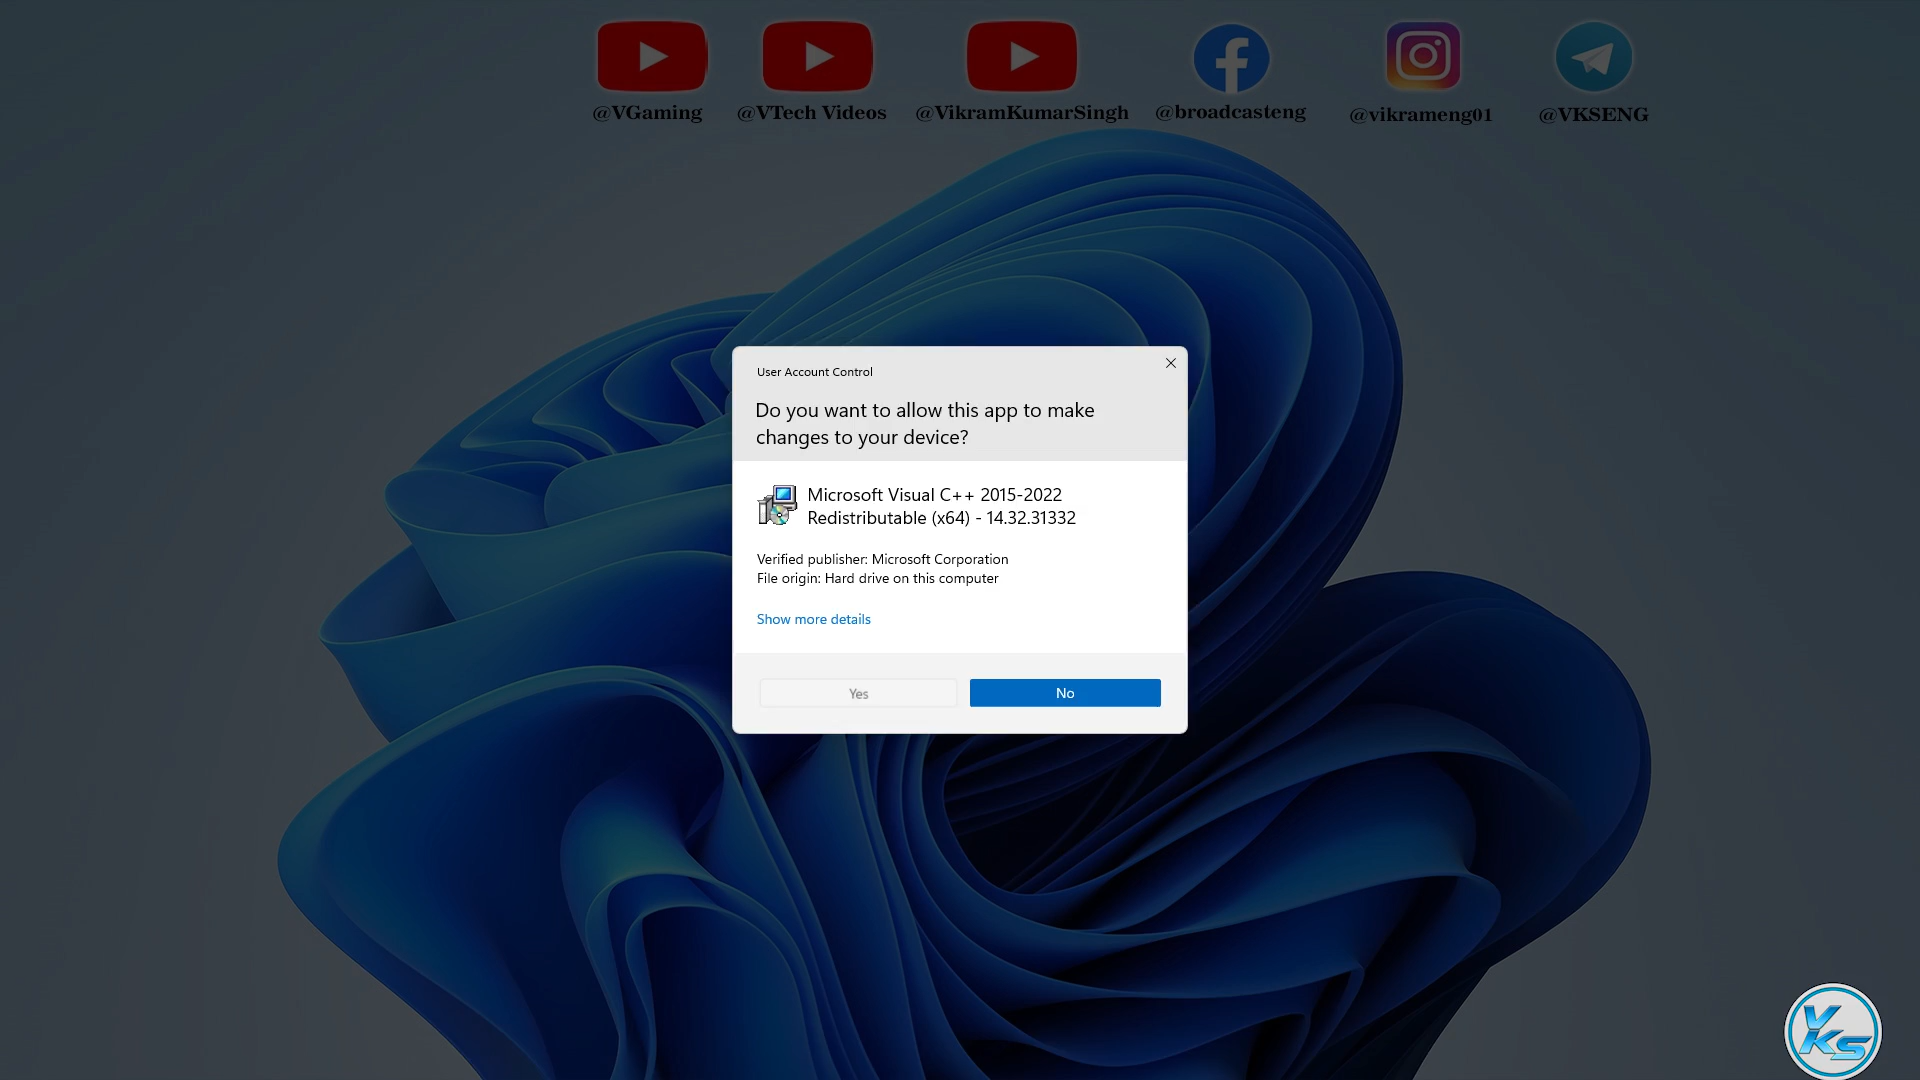 @VGaming @VTech Videos @VikramKumarSingh @broadcasteng @vikrameng01 @VKSENG
User Account Control
Do you want to allow this app to make
changes to your device?
Microsoft Visual C++ 2015-2022
Redistributable (x64) - 14.32.31332
Verified publisher: Microsoft Corporation
File origin: Hard drive on this computer
Show more details
Yes No
VKS